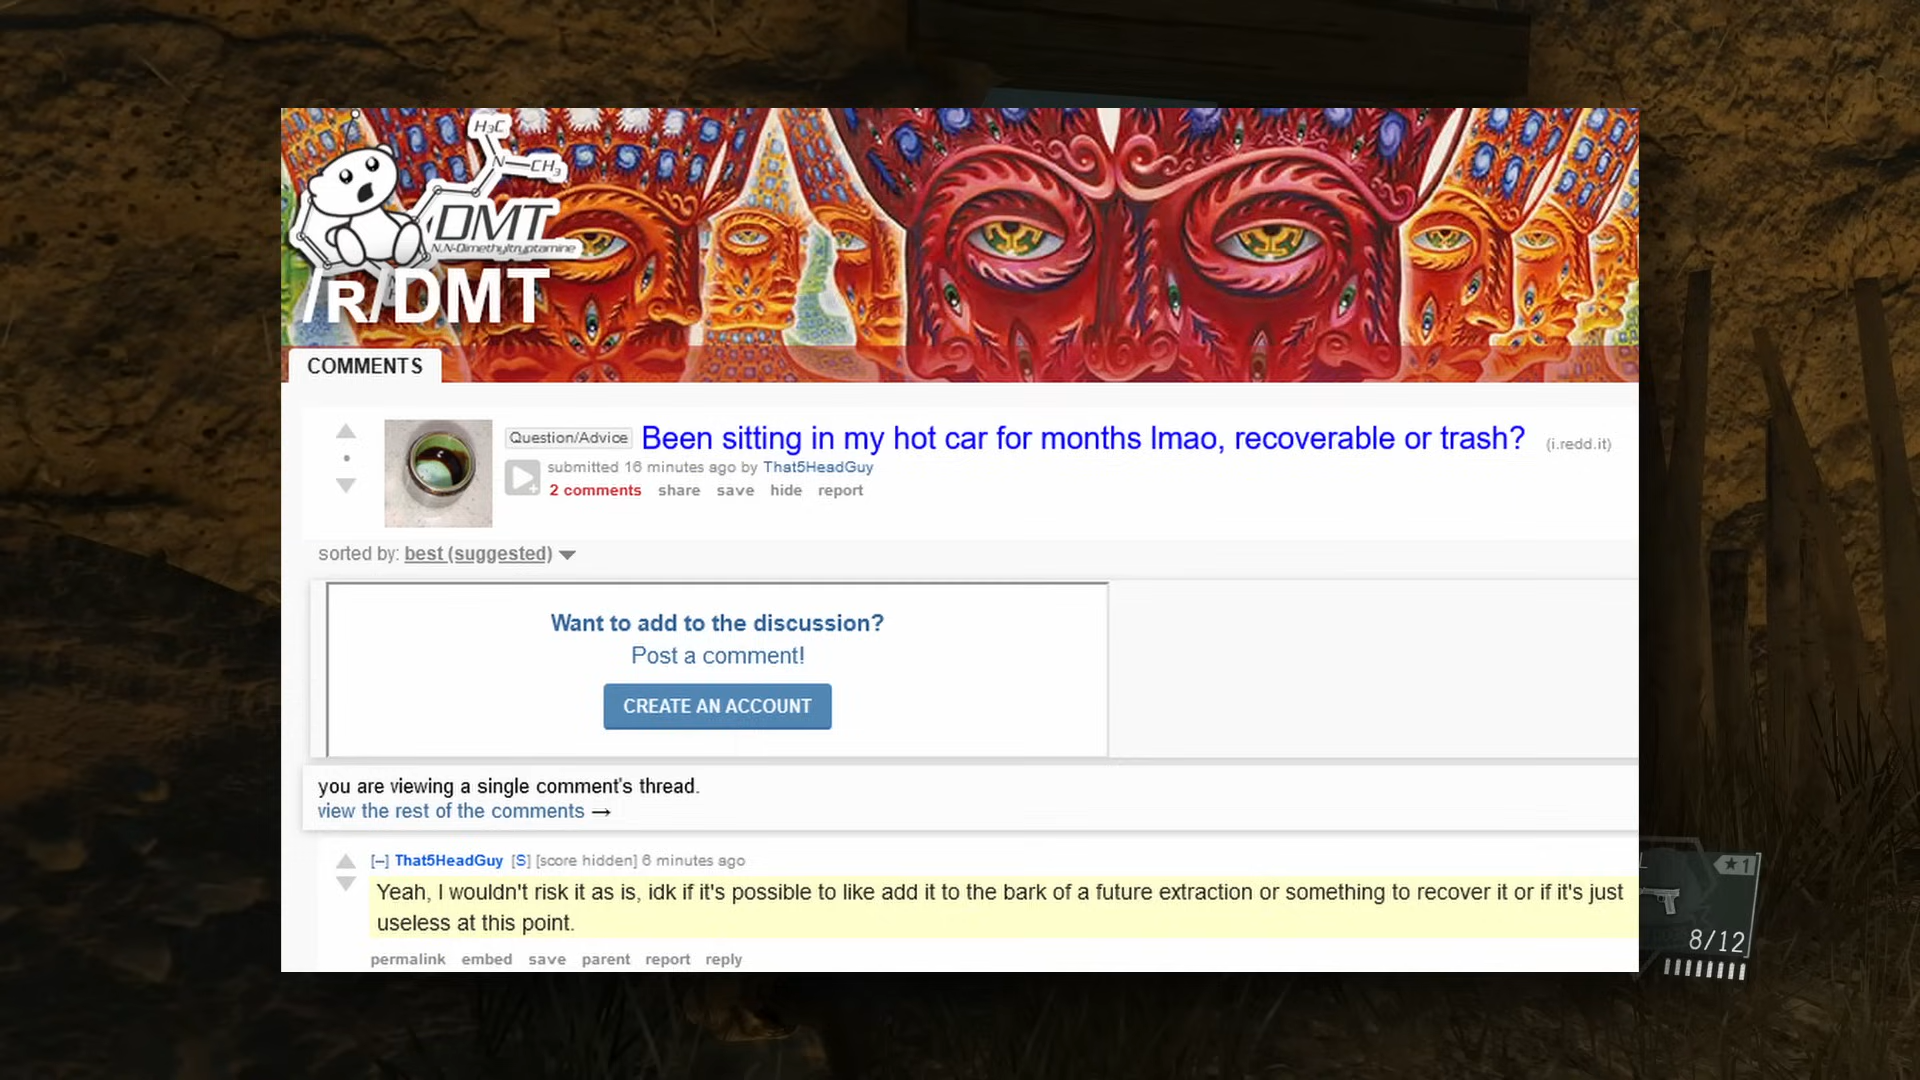 H₃C
N—CH₃
DMT
N,N-Dimethyltryptamine
/R/DMT
COMMENTS
Question/Advice Been sitting in my hot car for months lmao, recoverable or trash? (i.redd.it)
submitted 16 minutes ago by That5HeadGuy
2 comments share save hide report
sorted by: best (suggested)
Want to add to the discussion?
Post a comment!
CREATE AN ACCOUNT
you are viewing a single comment's thread.
view the rest of the comments →
[–] That5HeadGuy [S] [score hidden] 6 minutes ago
Yeah, I wouldn't risk it as is, idk if it's possible to like add it to the bark of a future extraction or something to recover it or if it's just
useless at this point.
permalink embed save parent report reply
★1
8/12